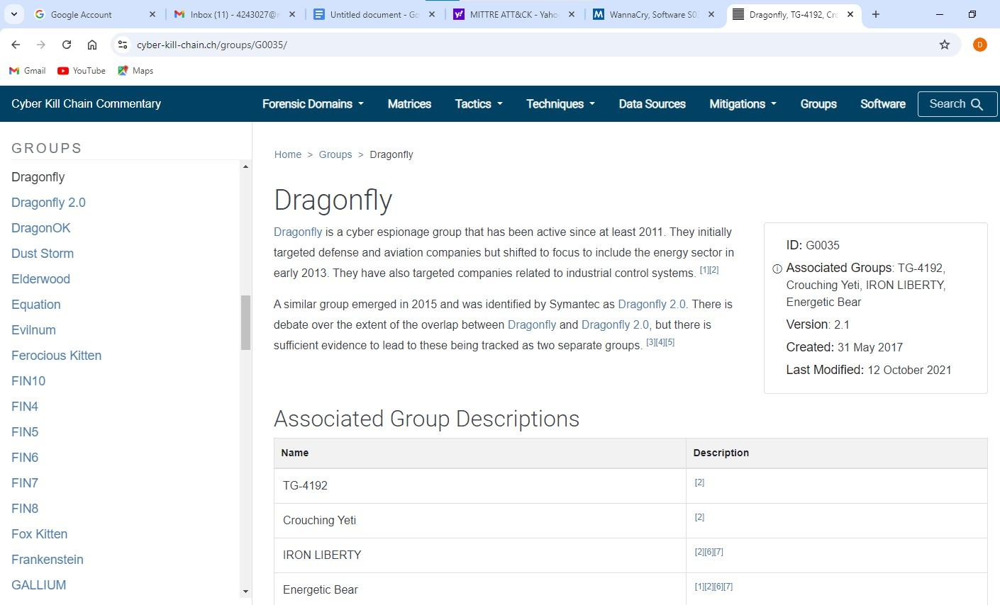 Google Account
Inbox (11) - 4243027@
Untitled document - Go
MITTRE ATT&CK - Yaho
WannaCry, Software S0
Dragonfly, TG-4192, Cr
cyber-kill-chain.ch/groups/G0035/
D
Gmail
YouTube
Maps
Cyber Kill Chain Commentary
Forensic Domains
Matrices
Tactics
Techniques
Data Sources
Mitigations
Groups
Software
Search
GROUPS
Dragonfly
Dragonfly 2.0
DragonOK
Dust Storm
Elderwood
Equation
Evilnum
Ferocious Kitten
FIN10
FIN4
FIN5
FIN6
FIN7
FIN8
Fox Kitten
Frankenstein
GALLIUM
Home > Groups > Dragonfly
Dragonfly
Dragonfly is a cyber espionage group that has been active since at least 2011. They initially
targeted defense and aviation companies but shifted to focus to include the energy sector in
early 2013. They have also targeted companies related to industrial control systems. [1][2]
A similar group emerged in 2015 and was identified by Symantec as Dragonfly 2.0. There is
debate over the extent of the overlap between Dragonfly and Dragonfly 2.0, but there is
sufficient evidence to lead to these being tracked as two separate groups. [3][4][5]
ID: G0035
Associated Groups: TG-4192,
Crouching Yeti, IRON LIBERTY,
Energetic Bear
Version: 2.1
Created: 31 May 2017
Last Modified: 12 October 2021
Associated Group Descriptions
Name Description
TG-4192 [2]
Crouching Yeti [2]
IRON LIBERTY [2][6][7]
Energetic Bear [1][2][6][7]